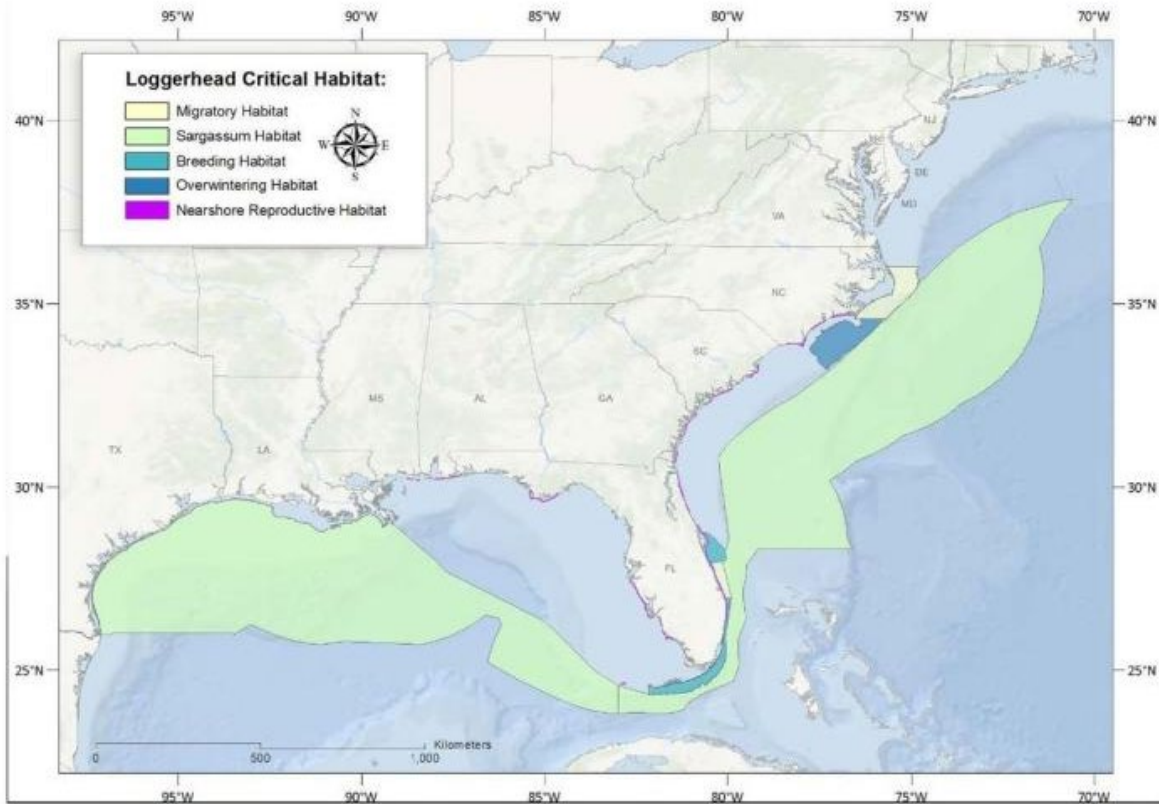 95°W 90°W 85°W 80°W 75°W 70°W
Loggerhead Critical Habitat:
Migratory Habitat
Sargassum Habitat
Breeding Habitat
Overwintering Habitat
Nearshore Reproductive Habitat
N
W E
S
40°N 40°N
NJ
DE
MD
VA
35°N 35°N
NC
SC
MS AL GA
TX LA
30°N 30°N
FL
25°N 25°N
Kilometers
0 500 1,000
95°W 90°W 85°W 80°W 75°W 70°W